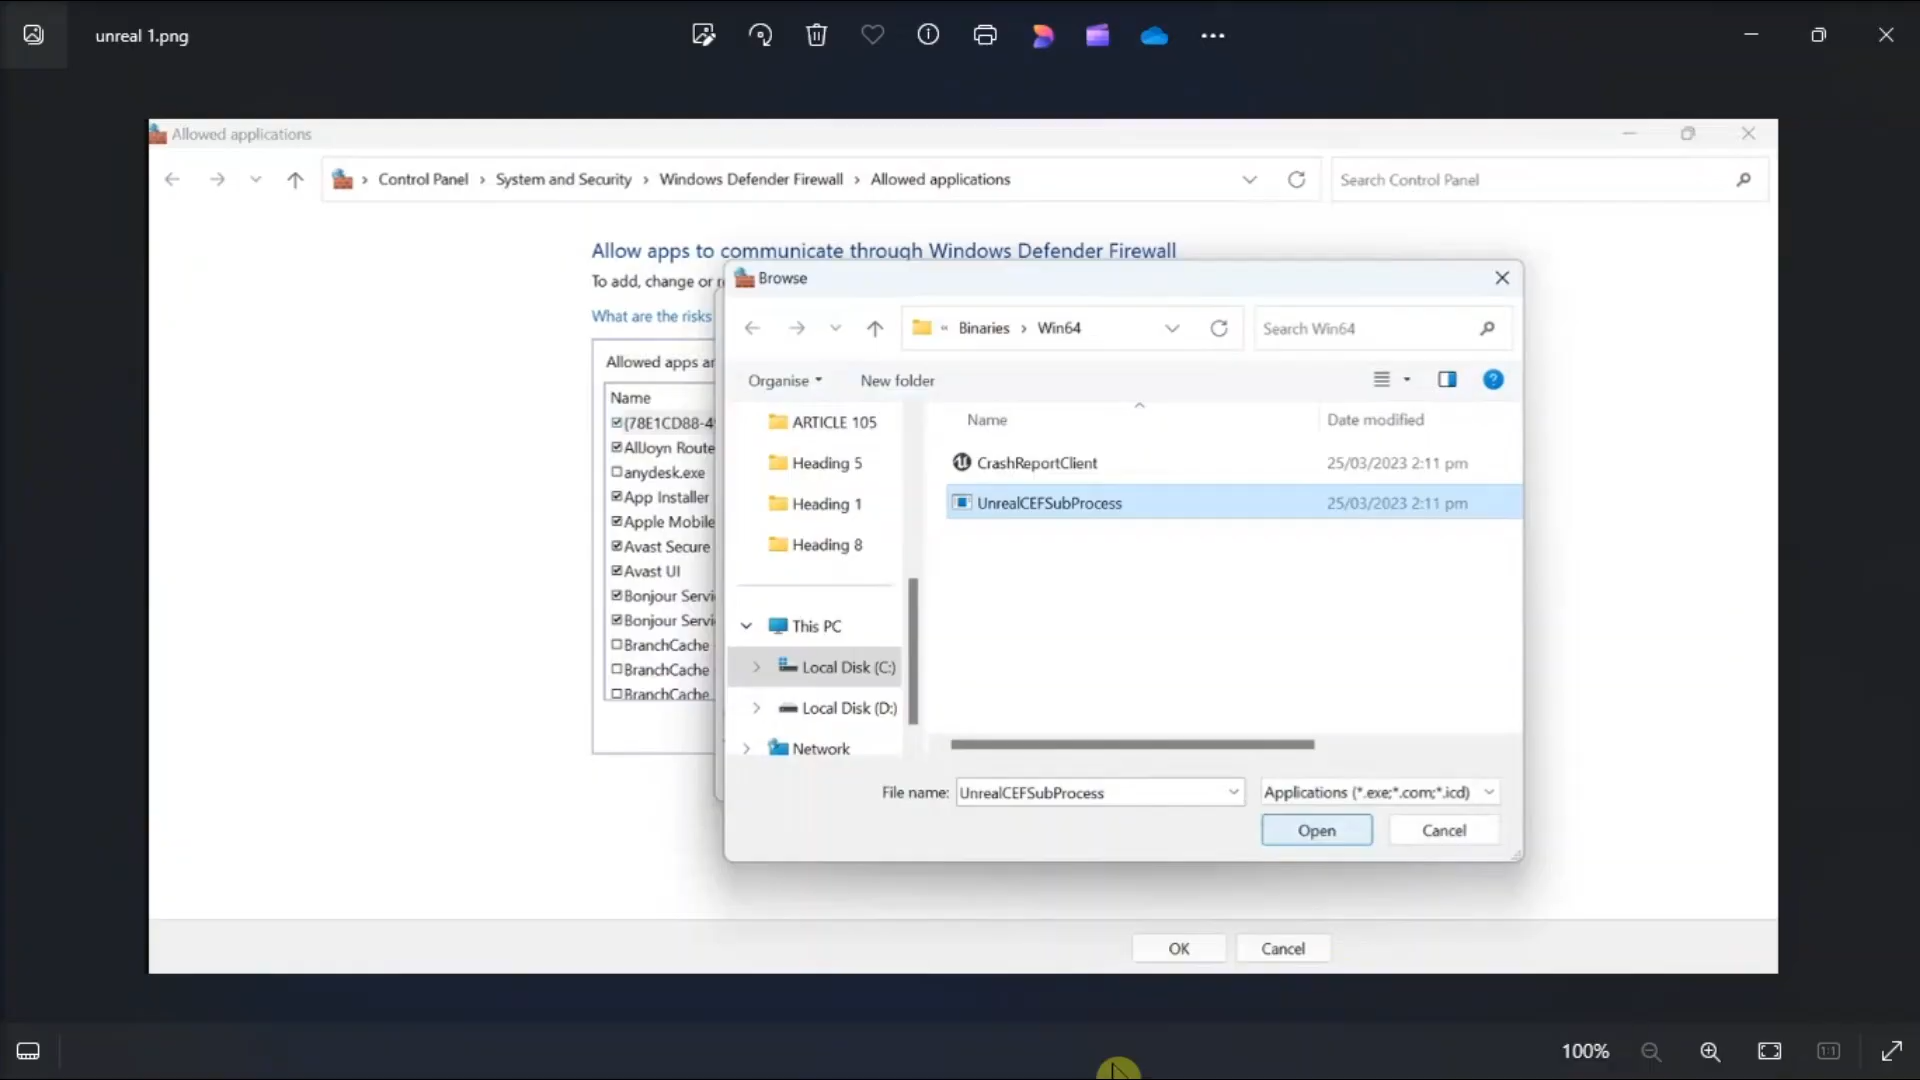 unreal 1.png
Allowed applications
Control Panel › System and Security › Windows Defender Firewall › Allowed applications
Search Control Panel
Allow apps to communicate through Windows Defender Firewall
To add, change or
What are the risks
Allowed apps
Name
AllJoyn Route
anydesk.exe
App Installer
Apple Mobile
Avast Secure
Avast UI
Bonjour
Bonjour
BranchCache
BranchCache
BranchCache
Browse
« Binaries › Win64
Search Win64
Organise
New folder
ARTICLE 105
Heading 5
Heading 1
Heading 8
This PC
Local Disk (C:)
Local Disk (D:)
Network
Name Date modified
CrashReportClient 25/03/2023 2:11 pm
UnrealCEFSubProcess 25/03/2023 2:11 pm
File name: UnrealCEFSubProcess Applications (*.exe;*.com;*.icd)
Open Cancel
OK Cancel
100%
1:1